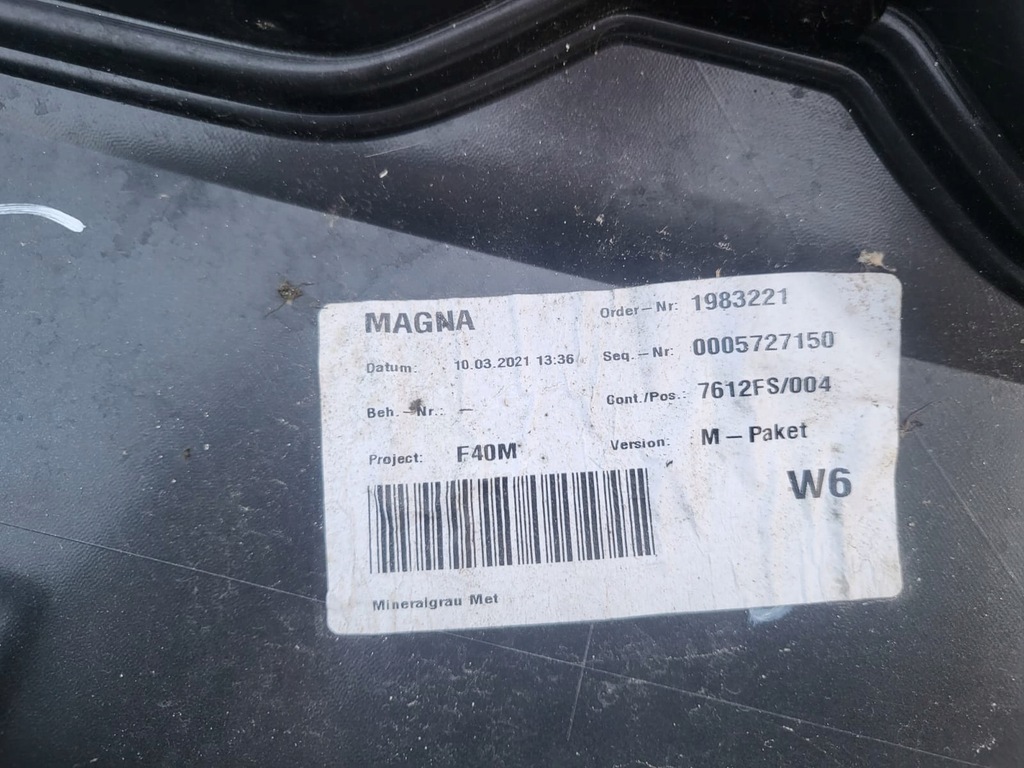 MAGNA
Order-Nr: 1983221
Datum: 10.03.2021 13:36
Seq.-Nr: 0005727150
Beh.-Nr.: -
Cont./Pos.: 7612FS/004
Project: F40M
Version: M-Paket
W6
Mineralgrau Met